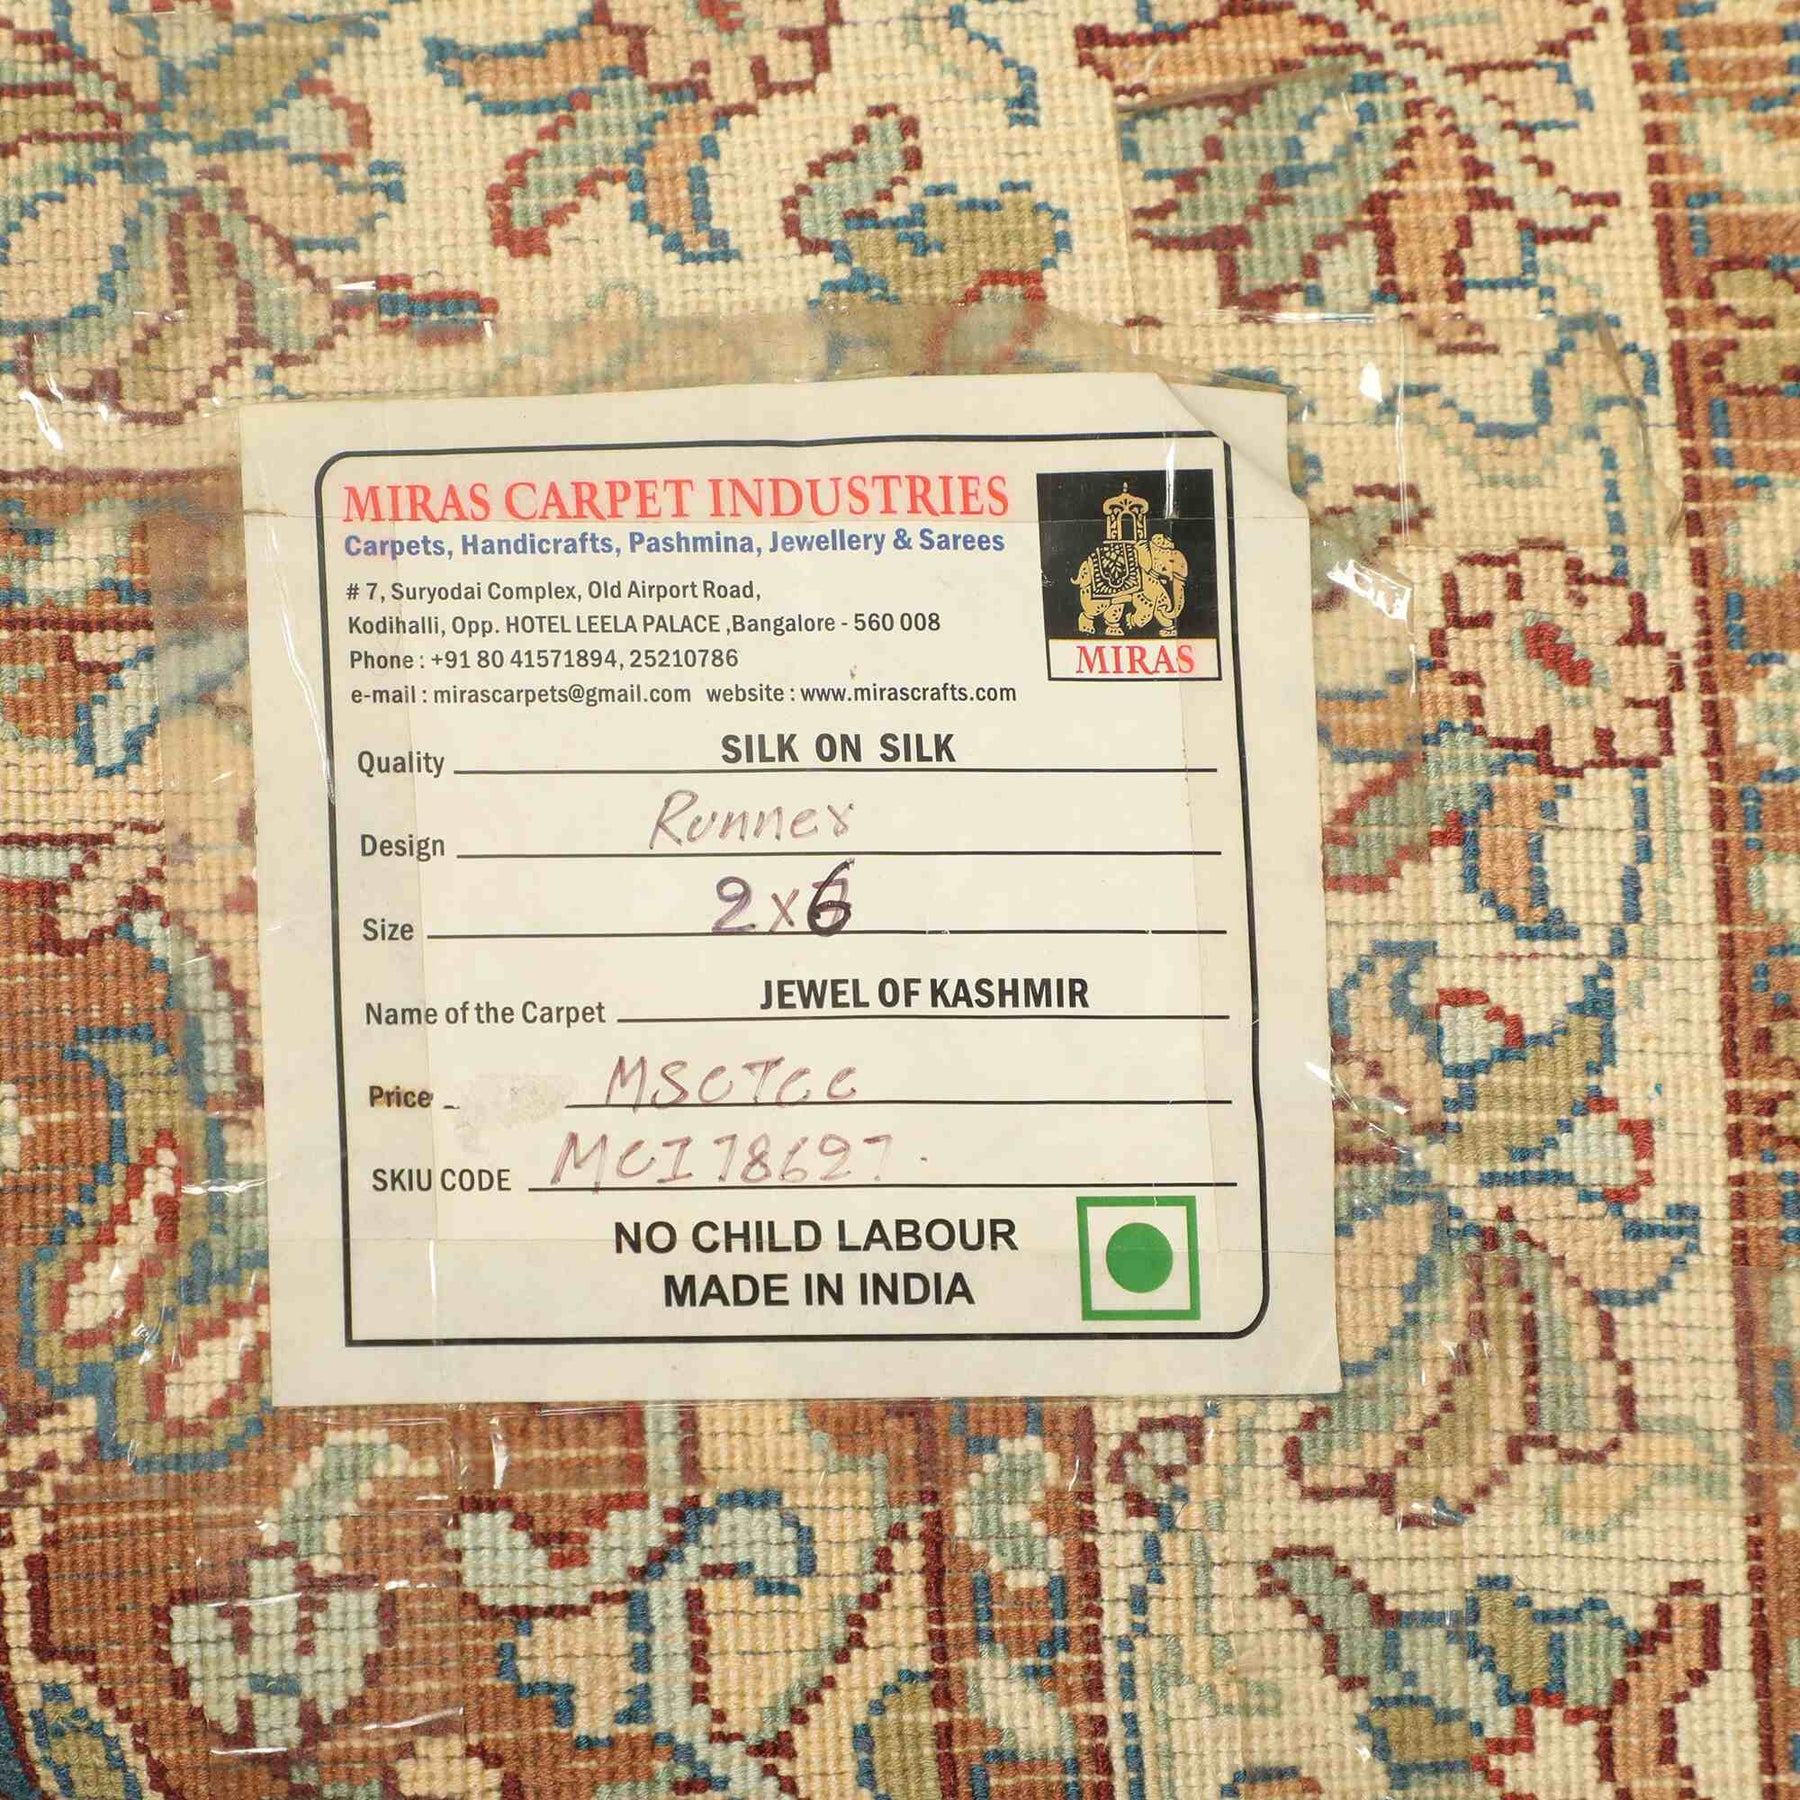 MIRAS CARPET INDUSTRIES
Carpets, Handicrafts, Pashmina, Jewellery & Sarees
# 7, Suryodai Complex, Old Airport Road,
Kodihalli, Opp. HOTEL LEELA PALACE ,Bangalore - 560 008
Phone : +91 80 41571894, 25210786
e-mail : mirascarpets@gmail.com website : www.mirascrafts.com
MIRAS
Quality SILK ON SILK
Design Runner
Size 2x6
Name of the Carpet JEWEL OF KASHMIR
Price MSCTCC
SKIU CODE MCI78627
NO CHILD LABOUR
MADE IN INDIA